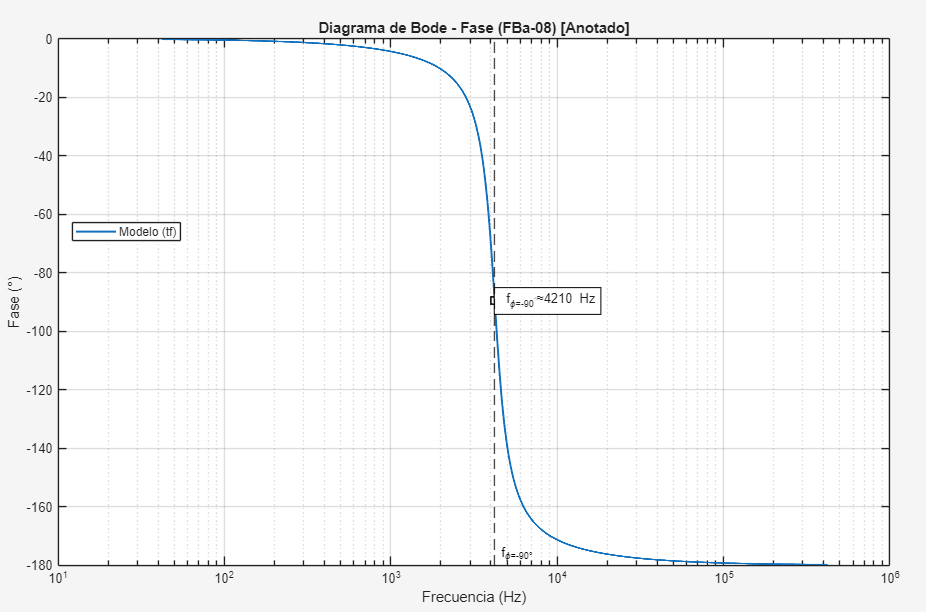 Diagrama de Bode - Fase (FBa-08) [Anotado]
0
-20
-40
-60
Modelo (tf)
-80
f_ϕ=-90°≈4210 Hz
-100
-120
-140
-160
f_ϕ=-90°
-180
10^1 10^2 10^3 10^4 10^5 10^6
Frecuencia (Hz)
Fase (°)